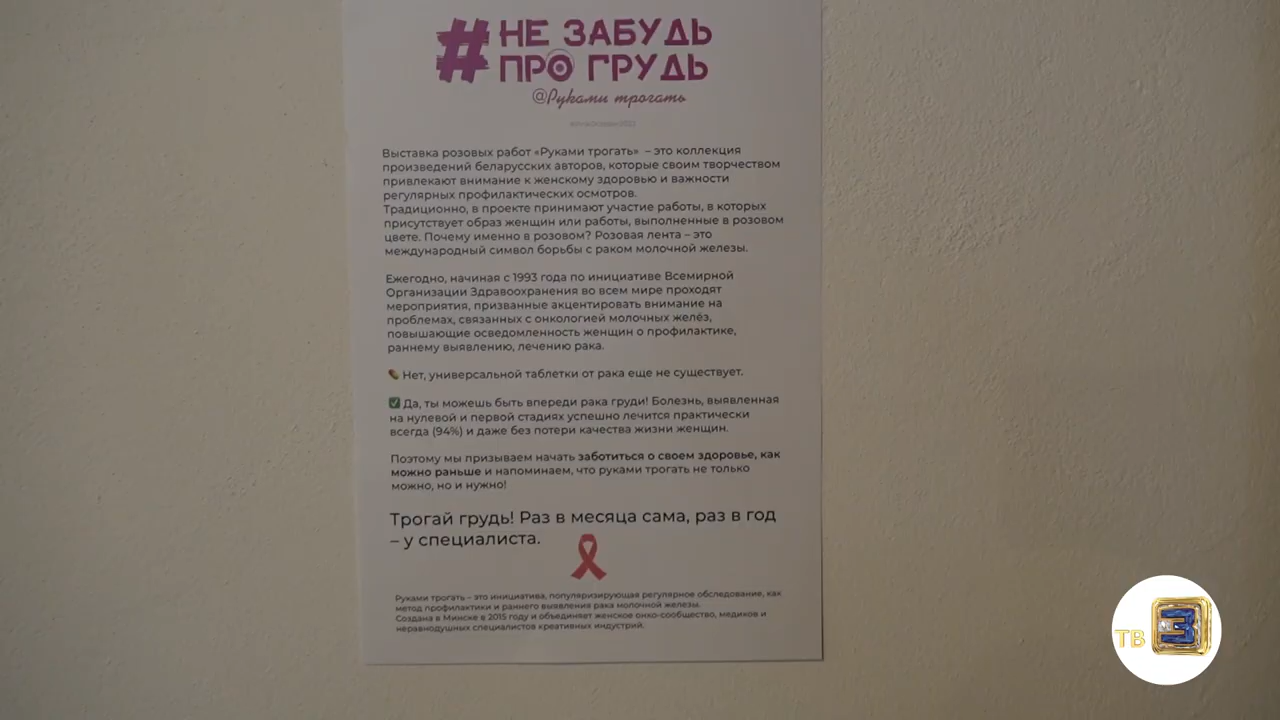 # НЕ ЗАБУДЬ
ПРО ГРУДЬ
@Руками трогать
Выставка розовых работ «Руками трогать» – это коллекция
произведений беларусских авторов, которые своим творчеством
привлекают внимание к женскому здоровью и важности
регулярных профилактических осмотров.
Традиционно, в проекте принимают участие работы, в которых
присутствует образ женщин или работы, выполненные в розовом
цвете. Почему именно в розовом? Розовая лента – это
международный символ борьбы с раком молочной железы.
Ежегодно, начиная с 1993 года по инициативе Всемирной
Организации Здравоохранения во всем мире проходят
мероприятия, призванные акцентировать внимание на
проблемах, связанных с онкологией молочных желёз,
повышающие осведомленность женщин о профилактике,
раннему выявлению, лечению рака.
Нет, универсальной таблетки от рака еще не существует.
Да, ты можешь быть впереди рака груди! Болезнь, выявленная
на нулевой и первой стадиях успешно лечится практически
всегда (94%) и даже без потери качества жизни женщин.
Поэтому мы призываем начать заботиться о своем здоровье, как
можно раньше и напоминаем, что руками трогать не только
можно, но и нужно!
Трогай грудь! Раз в месяца сама, раз в год
– у специалиста.
Руками трогать – это инициатива, популяризирующая регулярное обследование, как
метод профилактики и раннего выявления рака молочной железы.
Создана в Минске в 2015 году и объединяет женское онко-сообщество, медиков и
неравнодушных специалистов креативных индустрий.
ТВ 3